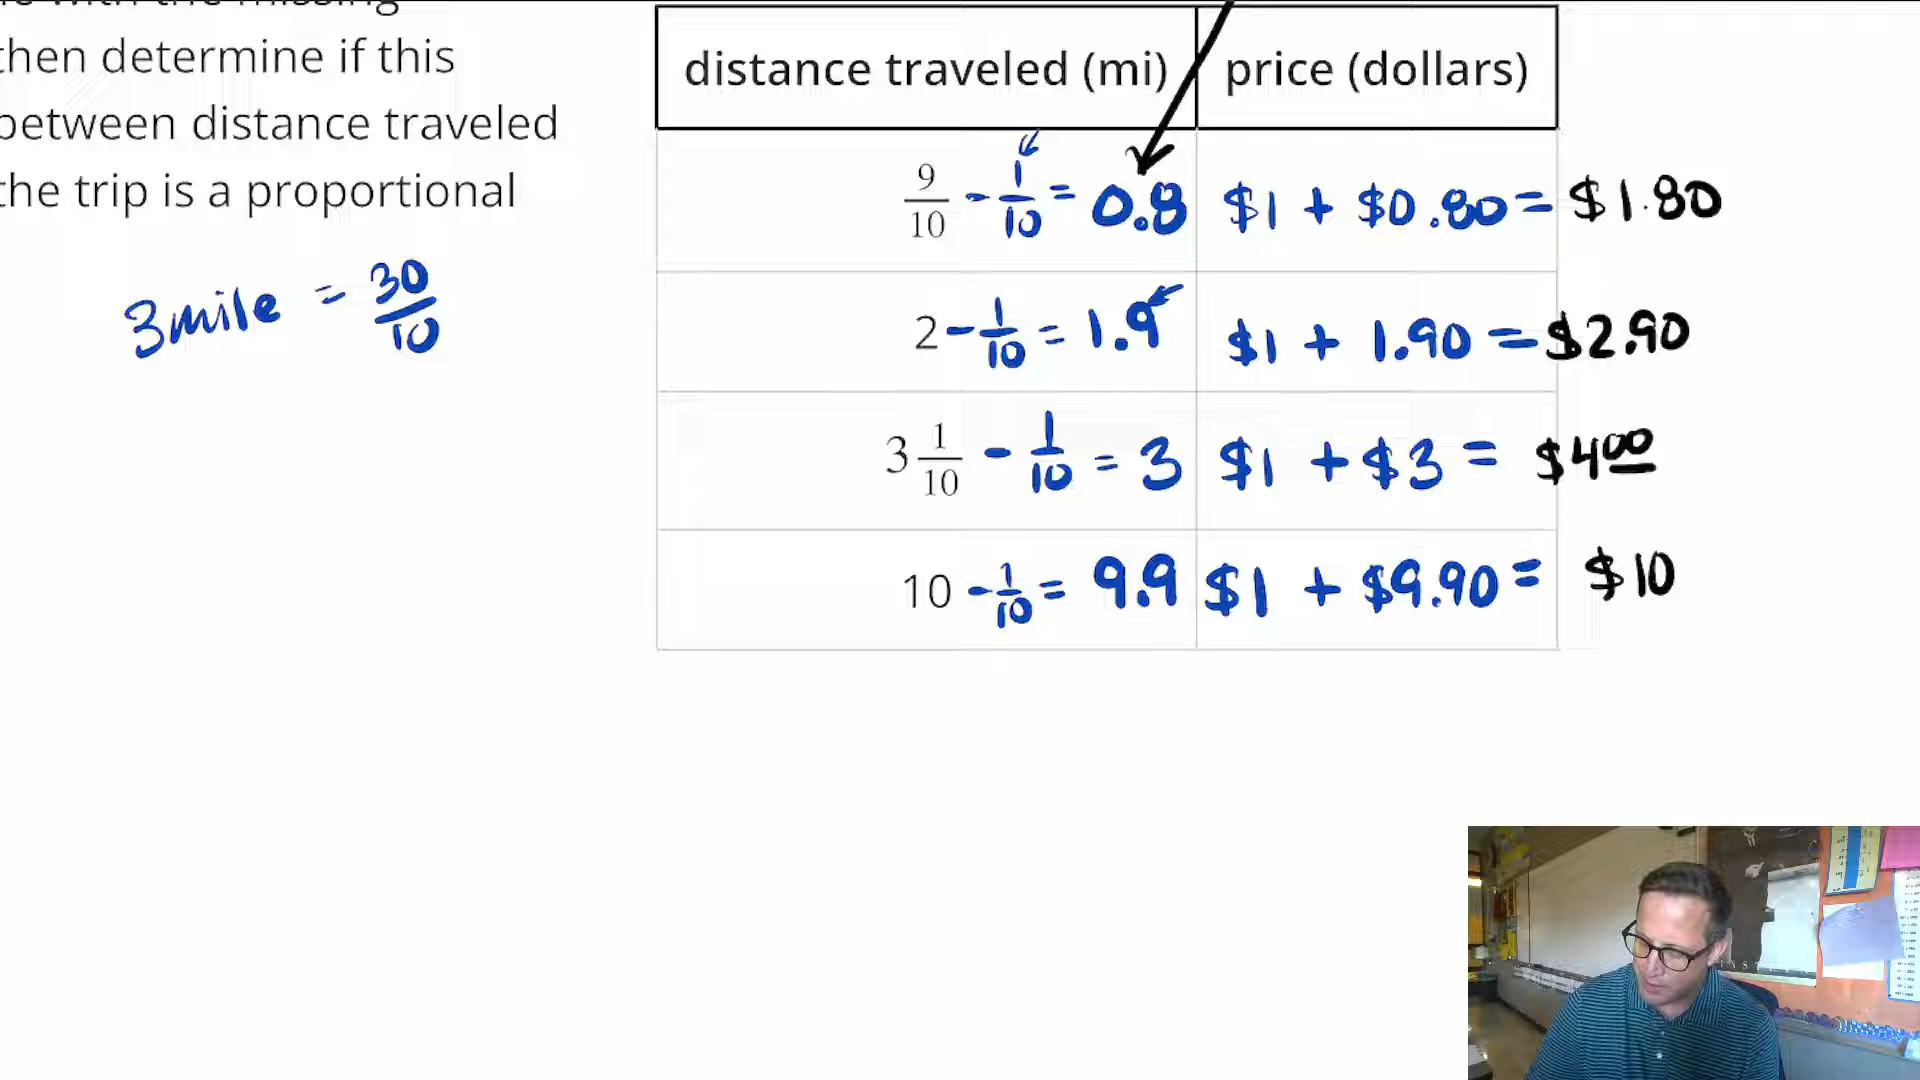 with the missing
then determine if this
between distance traveled
the trip is a proportional
3 mile = 30/10
distance traveled (mi) price (dollars)
9/10 - 1/10 = 0.8 $1 + $0.80 = $1.80
2 - 1/10 = 1.9 $1 + 1.90 = $2.90
3 1/10 - 1/10 = 3 $1 + $3 = $4.00
10 - 1/10 = 9.9 $1 + $9.90 = $10